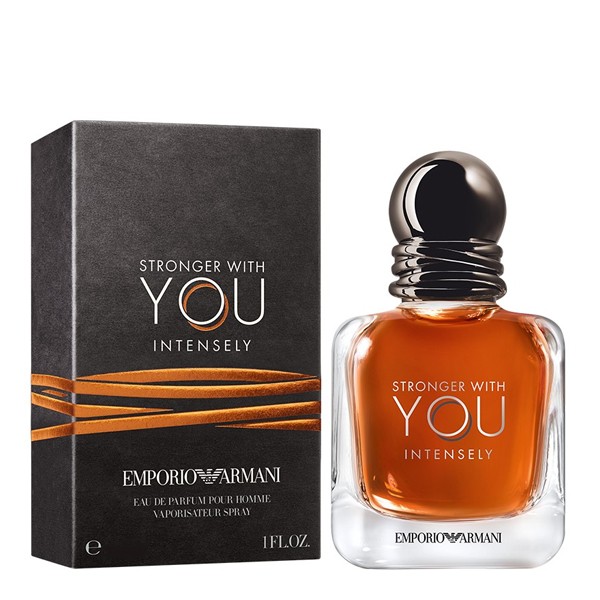 STRONGER WITH
YOU
INTENSELY
EMPORIO ARMANI
EAU DE PARFUM POUR HOMME
VAPORISATEUR SPRAY
℮
1 FL.OZ.
STRONGER WITH
YOU
INTENSELY
EMPORIO ARMANI